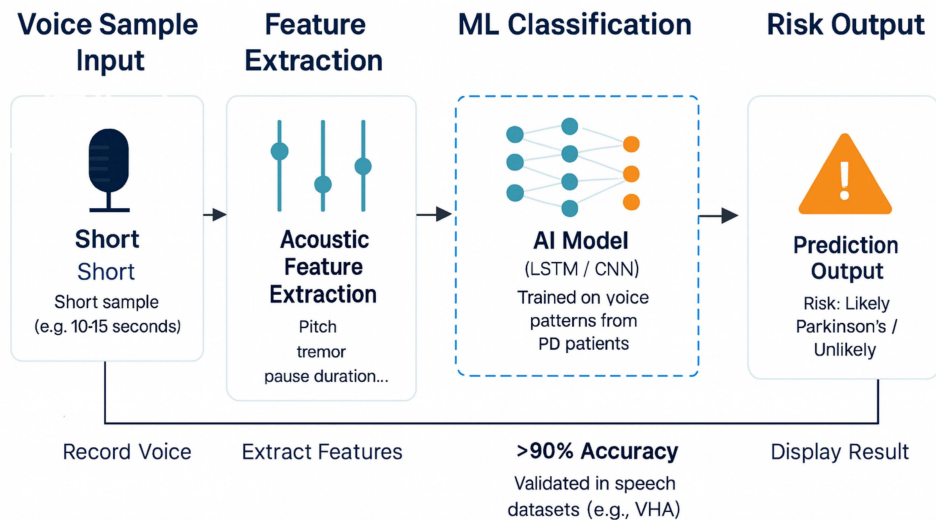 Voice Sample
Input
Feature
Extraction
ML Classification
Risk Output
Short
Short
Short sample
(e.g. 10-15 seconds)
Acoustic
Feature
Extraction
Pitch
tremor
pause duration...
AI Model
(LSTM / CNN)
Trained on voice
patterns from
PD patients
!
Prediction
Output
Risk: Likely
Parkinson's /
Unlikely
Record Voice
Extract Features
>90% Accuracy
Validated in speech
datasets (e.g., VHA)
Display Result